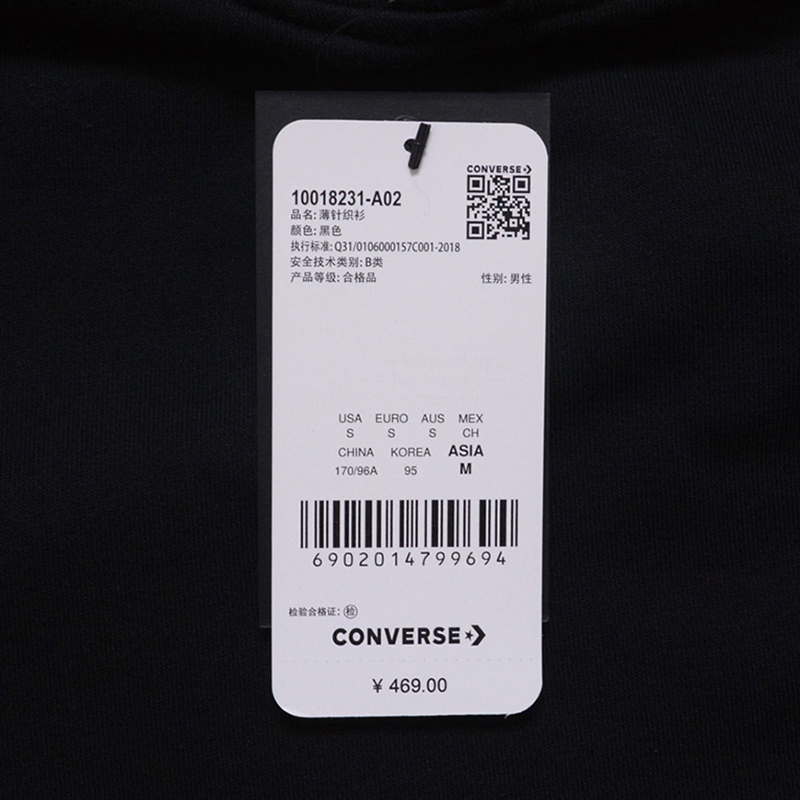 CONVERSE
10018231-A02
品名: 薄针织衫
颜色: 黑色
执行标准: Q31/0106000157C001-2018
安全技术类别: B类
产品等级: 合格品
性别: 男性
USA EURO AUS MEX
S S S CH
CHINA KOREA ASIA
170/96A 95 M
6902014799694
检验合格证: 检
CONVERSE
¥ 469.00